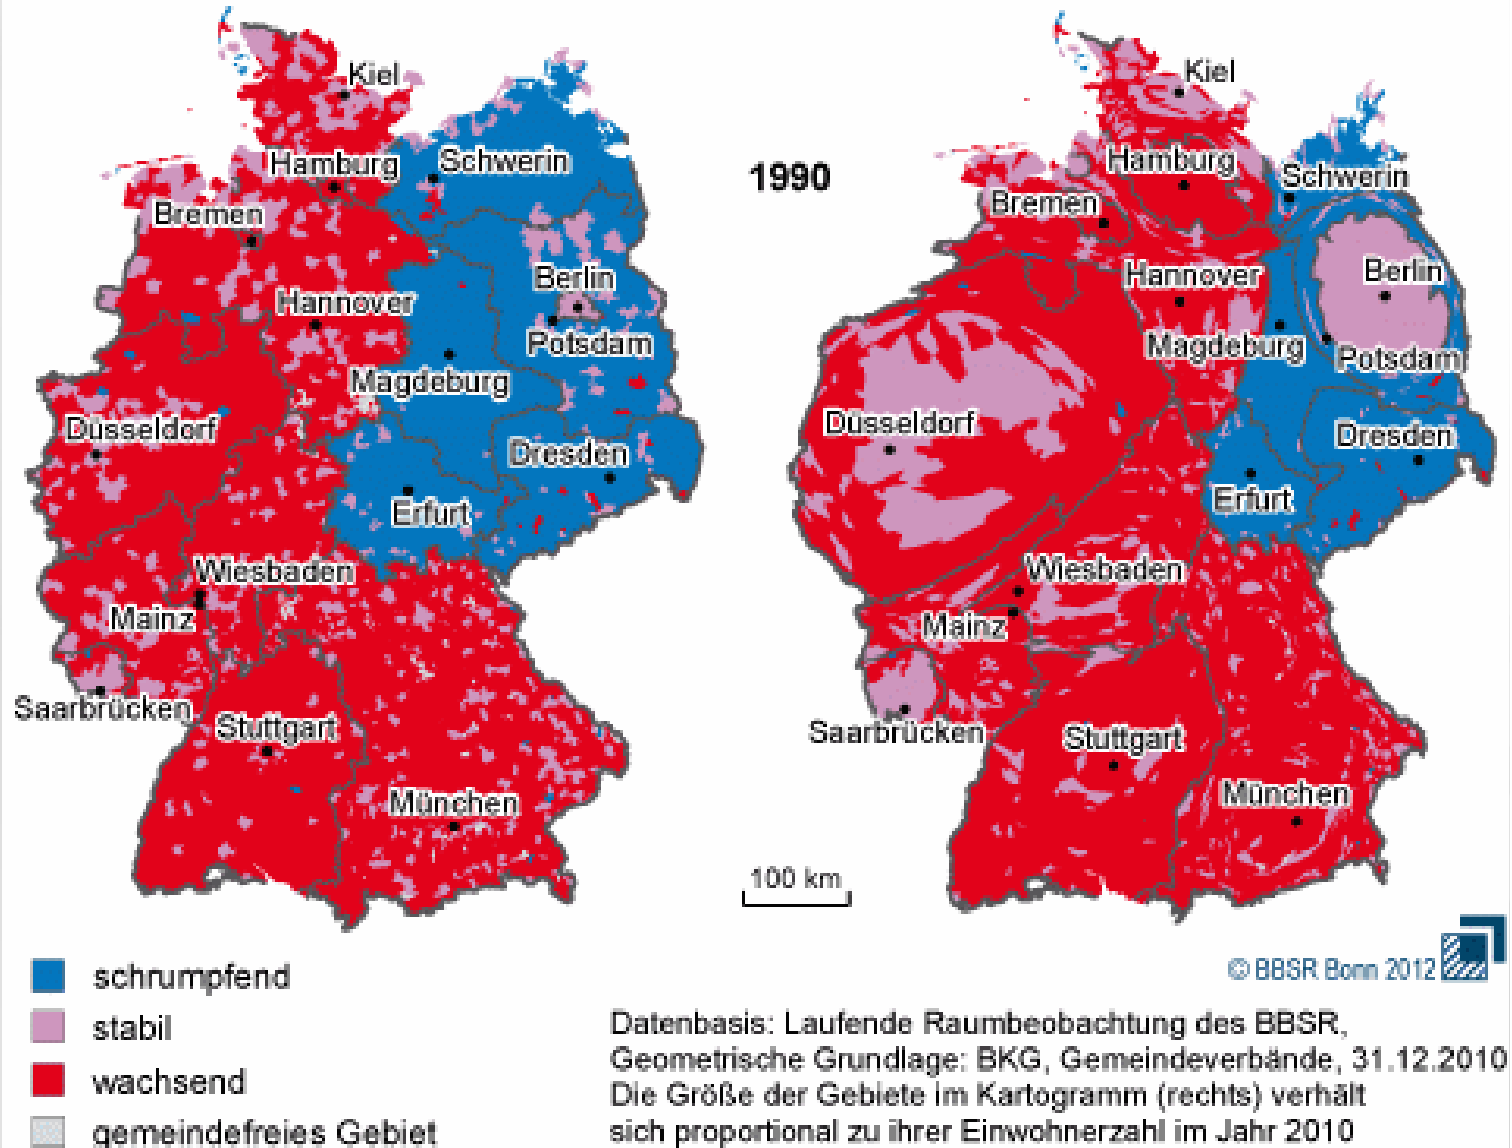 Kiel
Hamburg
Schwerin
Bremen
Berlin
Hannover
Potsdam
Magdeburg
Düsseldorf
Dresden
Erfurt
Wiesbaden
Mainz
Saarbrücken
Stuttgart
München
1990
Kiel
Hamburg
Schwerin
Bremen
Berlin
Hannover
Magdeburg
Potsdam
Düsseldorf
Dresden
Erfurt
Wiesbaden
Mainz
Saarbrücken
Stuttgart
München
100 km
© BBSR Bonn 2012
schrumpfend
stabil
wachsend
gemeindefreies Gebiet
Datenbasis: Laufende Raumbeobachtung des BBSR,
Geometrische Grundlage: BKG, Gemeindeverbände, 31.12.2010
Die Größe der Gebiete im Kartogramm (rechts) verhält
sich proportional zu ihrer Einwohnerzahl im Jahr 2010